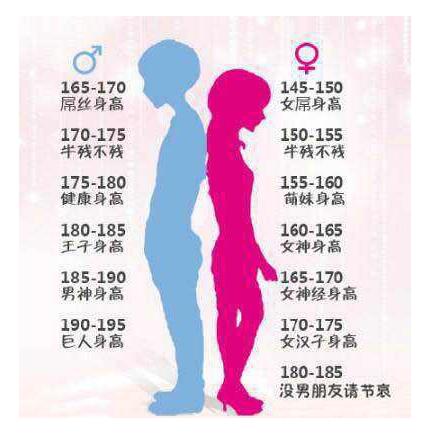 165-170
屌丝身高
170-175
半残不残
175-180
健康身高
180-185
王子身高
185-190
男神身高
190-195
巨人身高
145-150
女屌身高
150-155
半残不残
155-160
萌妹身高
160-165
女神身高
165-170
女神经身高
170-175
女汉子身高
180-185
没男朋友请节哀